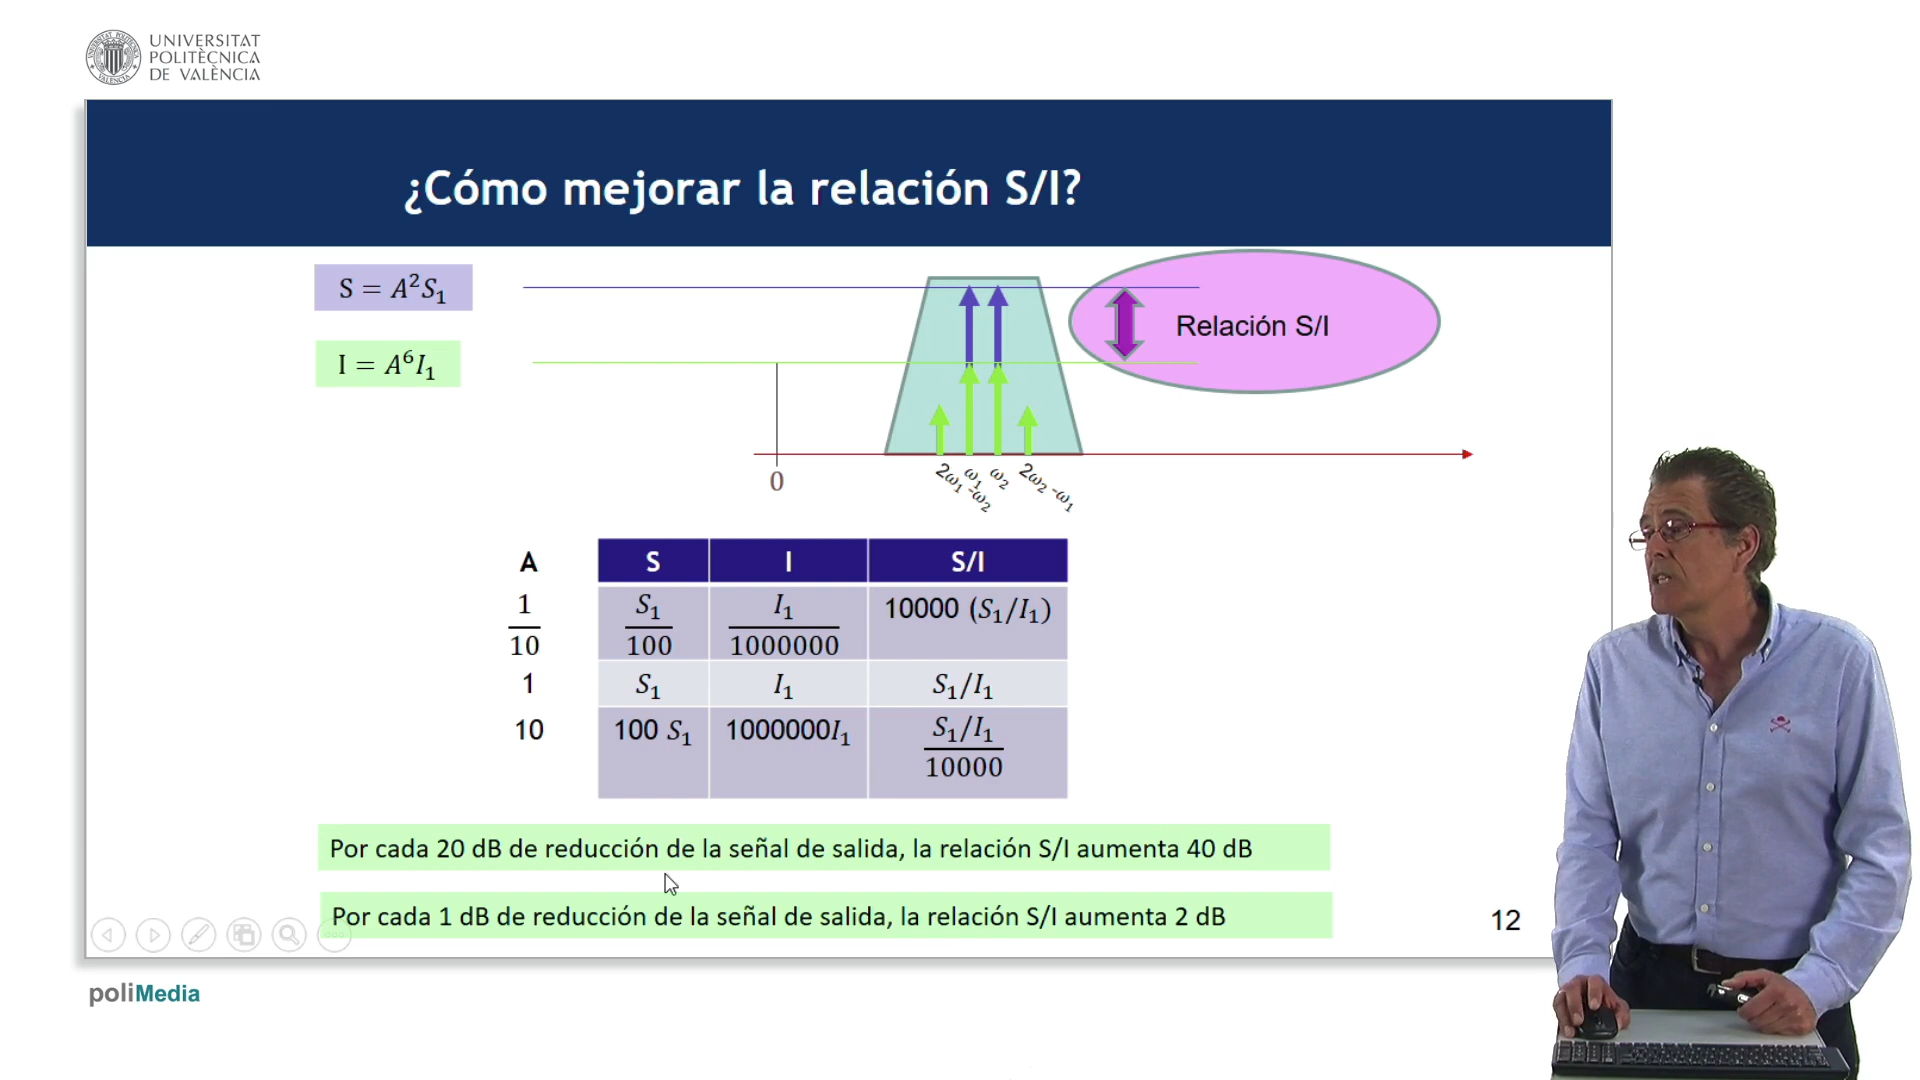 UNIVERSITAT
POLITÈCNICA
DE VALÈNCIA
¿Cómo mejorar la relación S/I?
S = A²S₁
I = A⁶I₁
Relación S/I
0
2ω₁-ω₂ ω₁ ω₂ 2ω₂-ω₁
A S I S/I
1/10 S₁/100 I₁/1000000 10000 (S₁/I₁)
1 S₁ I₁ S₁/I₁
10 100 S₁ 1000000I₁ S₁/I₁/10000
Por cada 20 dB de reducción de la señal de salida, la relación S/I aumenta 40 dB
Por cada 1 dB de reducción de la señal de salida, la relación S/I aumenta 2 dB
12
poliMedia